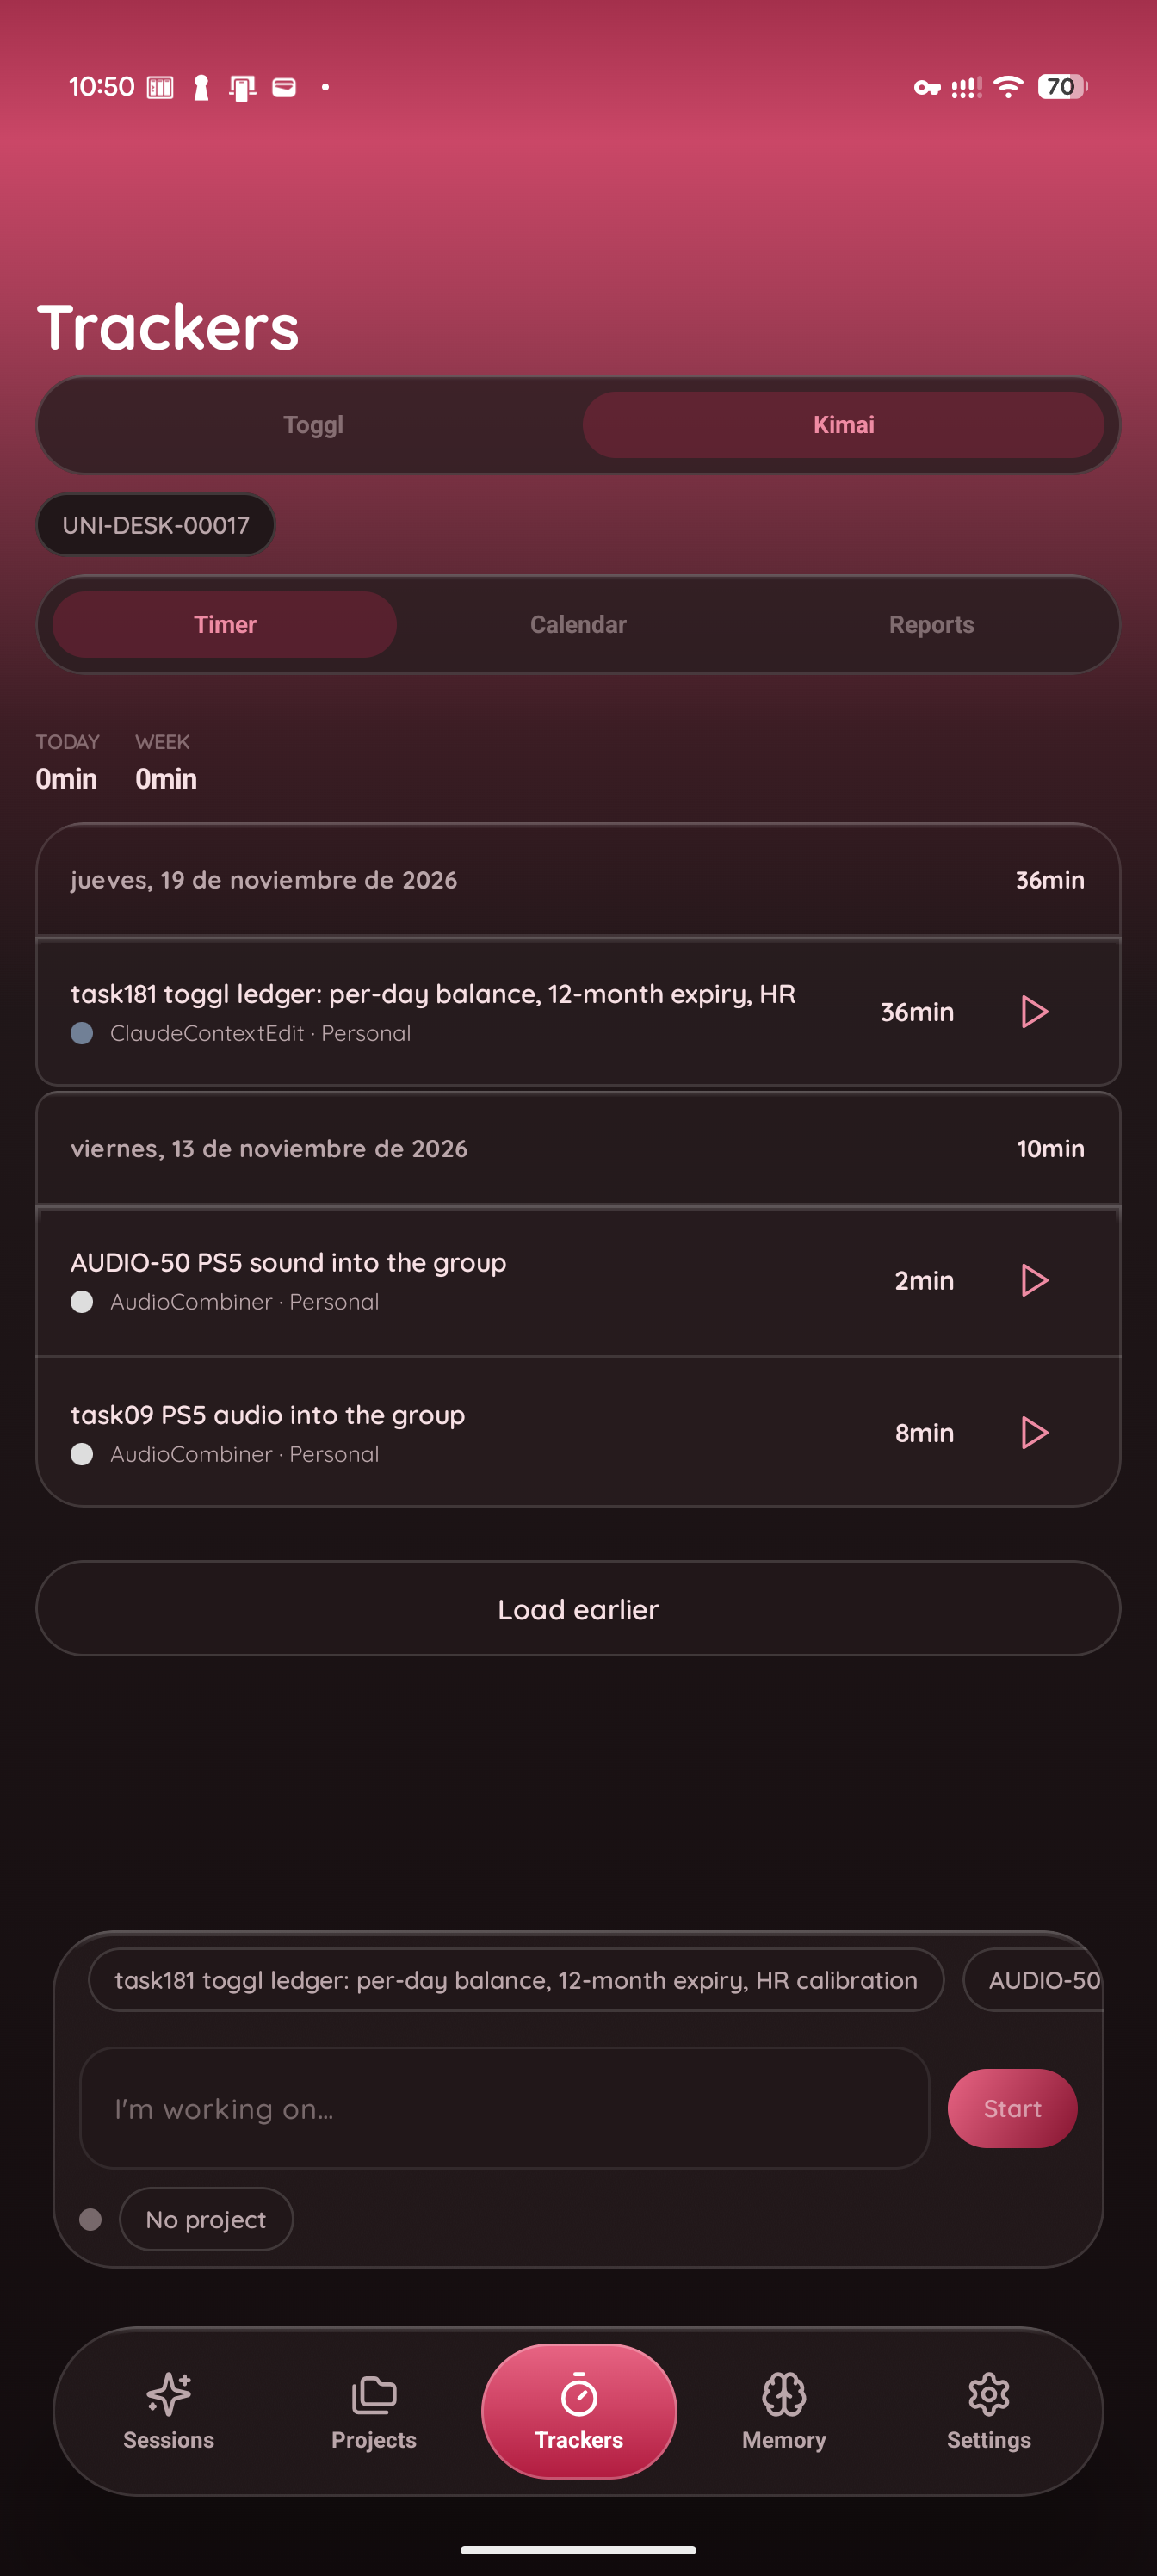 10:50
70
Trackers
Toggl
Kimai
UNI-DESK-00017
Timer
Calendar
Reports
TODAY
WEEK
0min
0min
jueves, 19 de noviembre de 2026
36min
task181 toggl ledger: per-day balance, 12-month expiry, HR
36min
ClaudeContextEdit · Personal
viernes, 13 de noviembre de 2026
10min
AUDIO-50 PS5 sound into the group
2min
AudioCombiner · Personal
task09 PS5 audio into the group
8min
AudioCombiner · Personal
Load earlier
task181 toggl ledger: per-day balance, 12-month expiry, HR calibration
AUDIO-50
I'm working on...
Start
No project
Sessions
Projects
Trackers
Memory
Settings